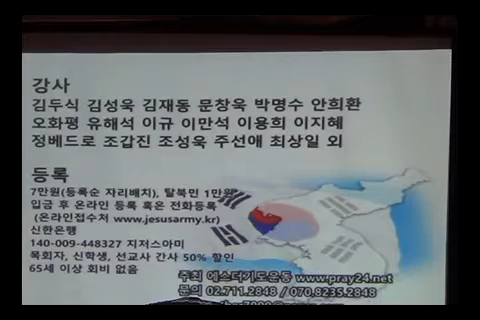 강사
김두식 김성욱 김재동 문창욱 박명수 안희환
오화평 유해석 이규 이만석 이용희 이지혜
정베드로 조갑진 조성욱 주선애 최상일 외
등록
7만원(등록순 자리배치), 탈북민 1만원
입금 후 온라인 등록 혹은 전화등록
(온라인접수처 www.jesusarmy.kr)
신한은행
140-009-448327 지저스아미
목회자, 신학생, 선교사 간사 50% 할인
65세 이상 회비 없음
주최 에스더기도운동 www.pray24.net
문의 02.711.2848 / 070.8235.2848